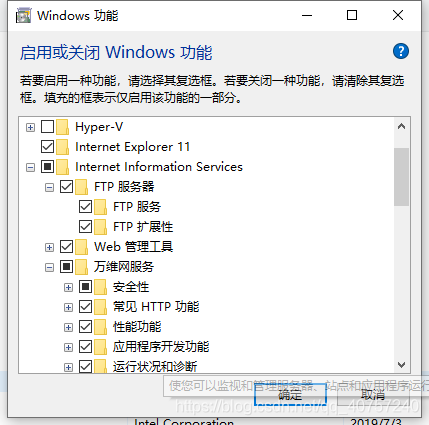 Windows 功能
启用或关闭 Windows 功能
若要启用一种功能，请选择其复选框。若要关闭一种功能，请清除其复选
框。填充的框表示仅启用该功能的一部分。
Hyper-V
Internet Explorer 11
Internet Information Services
FTP 服务器
FTP 服务
FTP 扩展性
Web 管理工具
万维网服务
安全性
常见 HTTP 功能
性能功能
应用程序开发功能
运行状况和诊断
使您可以监视和管理服务器、站点和应用程序运行
确定
取消
https://blog.csdn.net/qq_40757240
Intel Corporation
2019/7/3